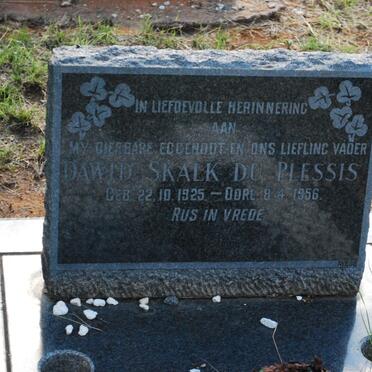 IN LIEFDEVOLLE HERINNERING
AAN
MY DIERBARE EGGENOOT EN ONS LIEFLING VADER
DAWID SKALK DU PLESSIS
GEB. 22.10.1925 – OORL. 8.4.1956.
RUS IN VREDE